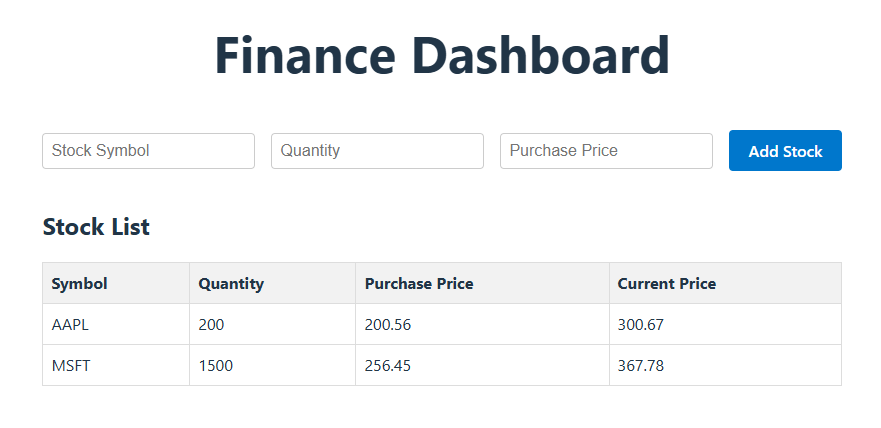 Finance Dashboard
Stock Symbol Quantity Purchase Price Add Stock
Stock List
Symbol Quantity Purchase Price Current Price
AAPL 200 200.56 300.67
MSFT 1500 256.45 367.78